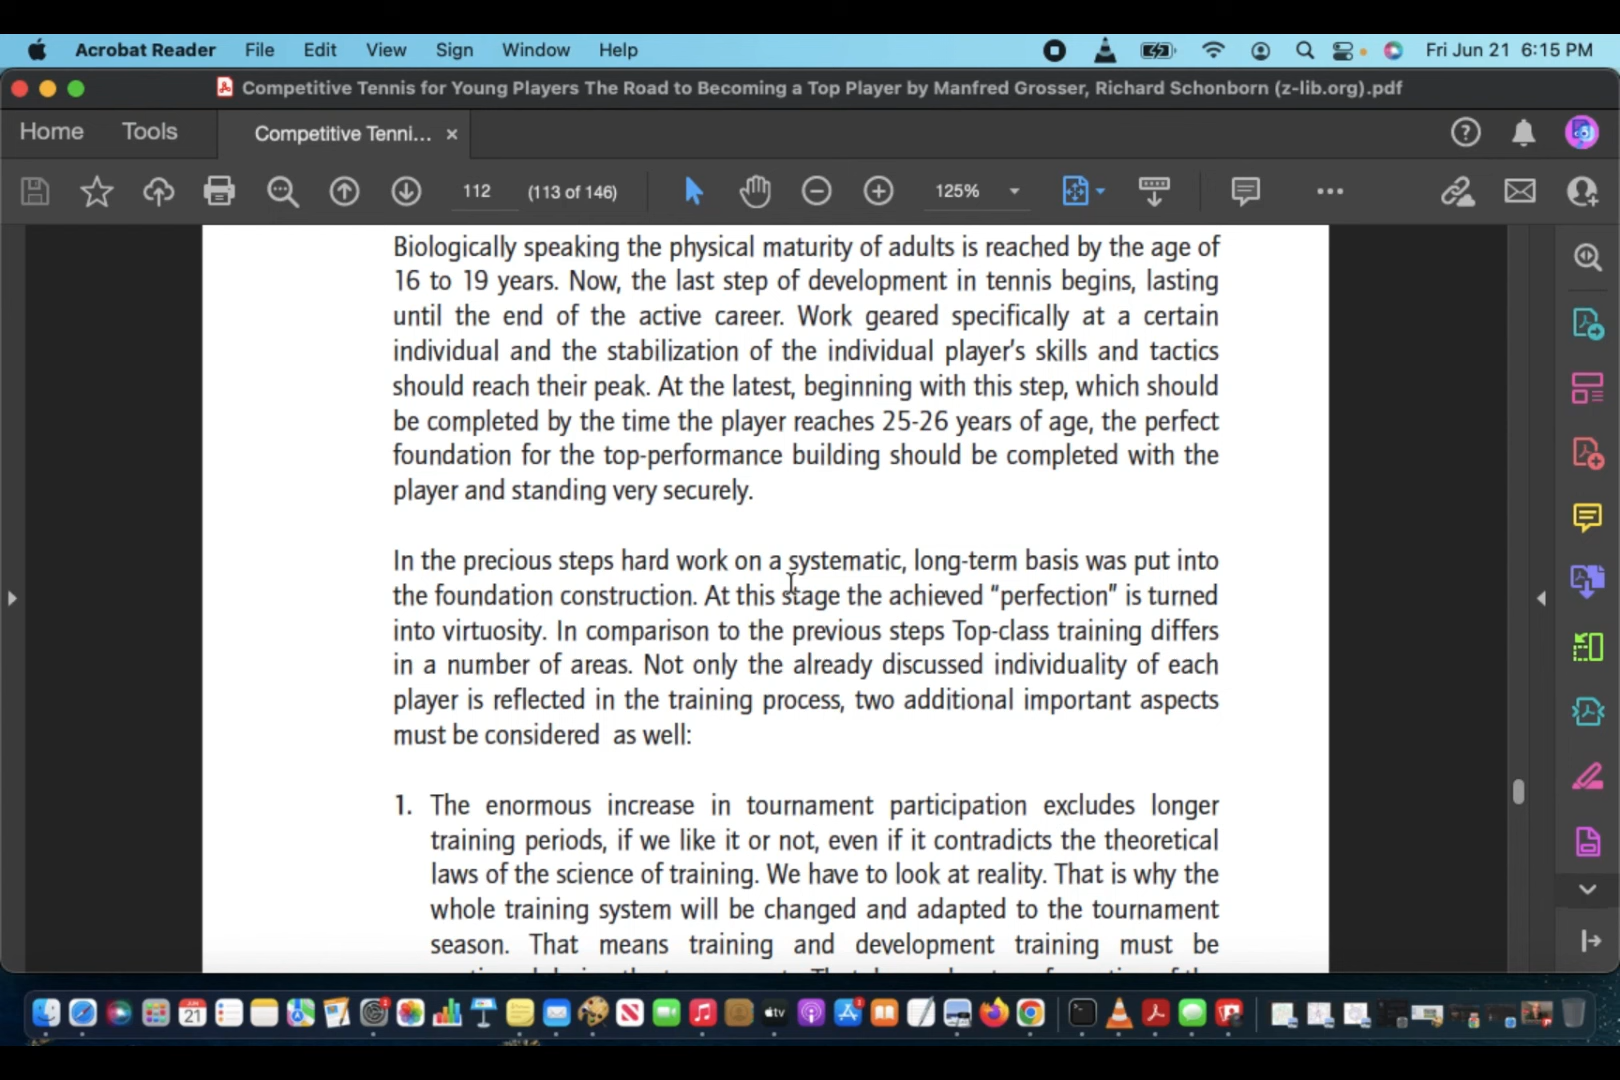 Acrobat Reader File Edit View Sign Window Help Fri Jun 21 6:15 PM
Competitive Tennis for Young Players The Road to Becoming a Top Player by Manfred Grosser, Richard Schonborn (z-lib.org).pdf
Home Tools Competitive Tenni... ×
112 (113 of 146) 125%
Biologically speaking the physical maturity of adults is reached by the age of
16 to 19 years. Now, the last step of development in tennis begins, lasting
until the end of the active career. Work geared specifically at a certain
individual and the stabilization of the individual player's skills and tactics
should reach their peak. At the latest, beginning with this step, which should
be completed by the time the player reaches 25-26 years of age, the perfect
foundation for the top-performance building should be completed with the
player and standing very securely.
In the precious steps hard work on a systematic, long-term basis was put into
the foundation construction. At this stage the achieved “perfection” is turned
into virtuosity. In comparison to the previous steps Top-class training differs
in a number of areas. Not only the already discussed individuality of each
player is reflected in the training process, two additional important aspects
must be considered as well:
1. The enormous increase in tournament participation excludes longer
training periods, if we like it or not, even if it contradicts the theoretical
laws of the science of training. We have to look at reality. That is why the
whole training system will be changed and adapted to the tournament
season. That means training and development training must be
JUN
21
tv